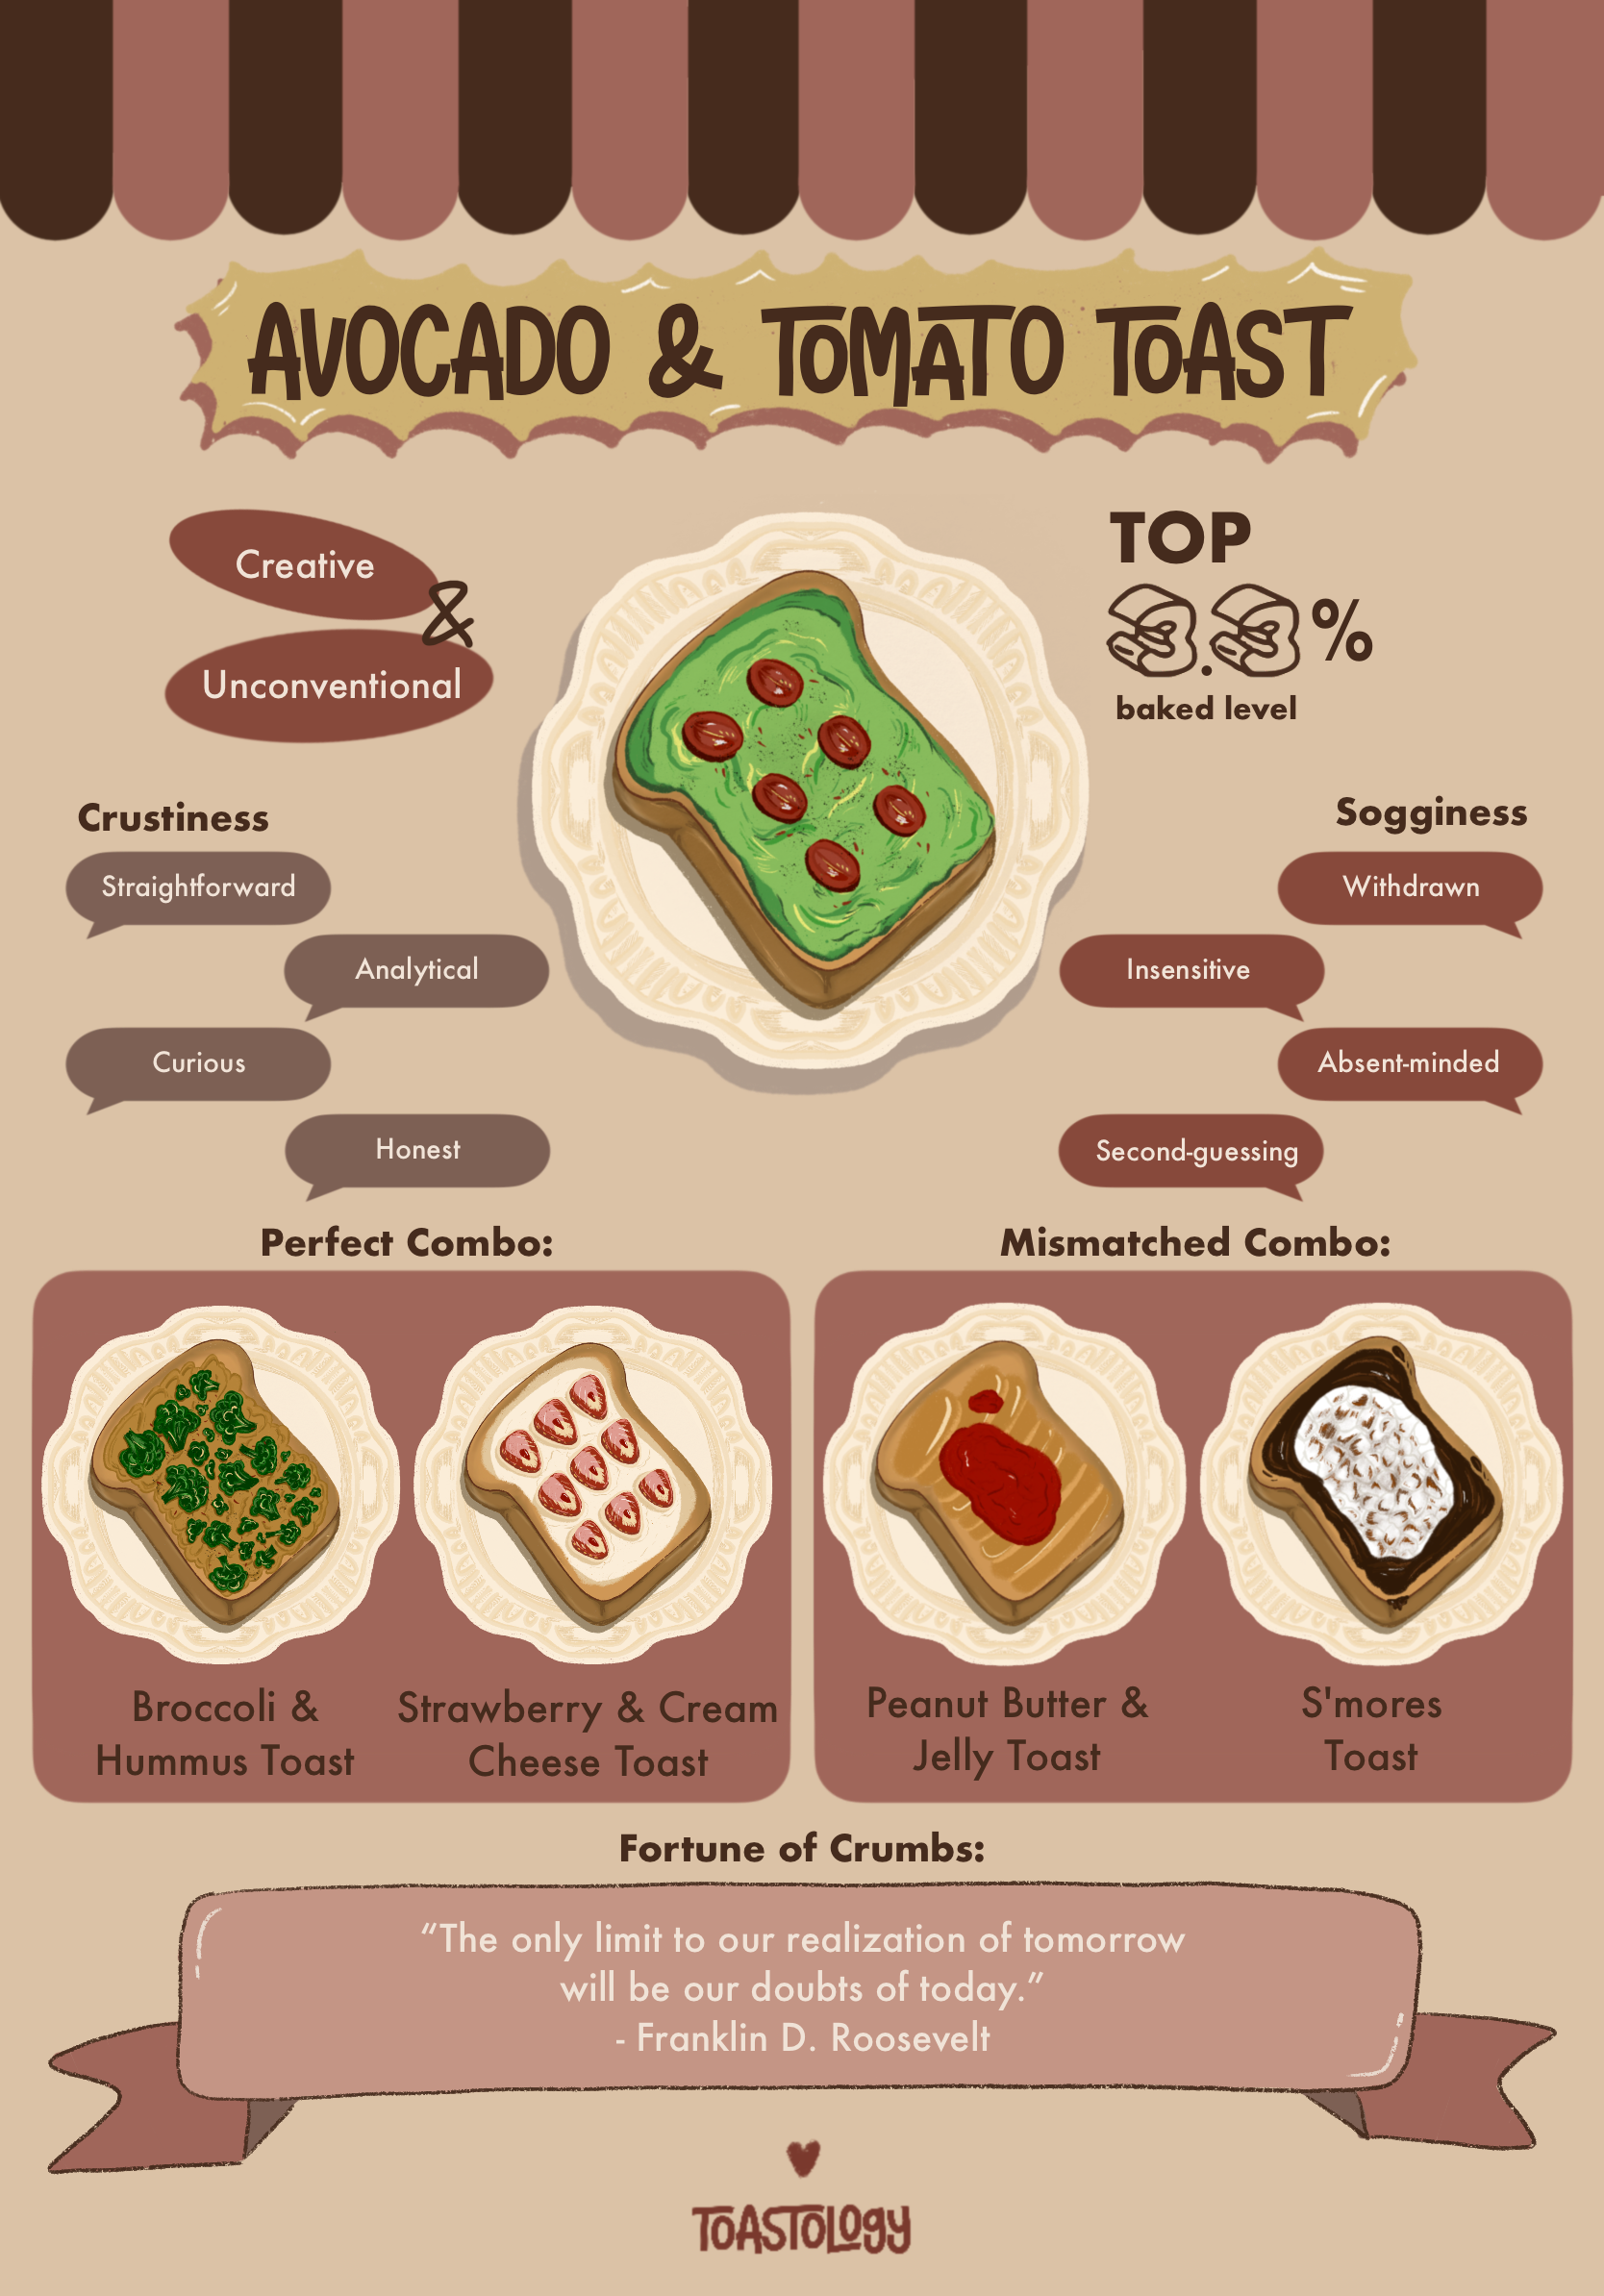 AVOCADO & TOMATO TOAST
Creative
&
Unconventional
TOP
. %
baked level
Crustiness
Straightforward
Analytical
Curious
Honest
Sogginess
Withdrawn
Insensitive
Absent-minded
Second-guessing
Perfect Combo:
Broccoli &
Hummus Toast
Strawberry & Cream
Cheese Toast
Mismatched Combo:
Peanut Butter &
Jelly Toast
S'mores
Toast
Fortune of Crumbs:
“The only limit to our realization of tomorrow
will be our doubts of today.”
- Franklin D. Roosevelt
TOASTOLOGY